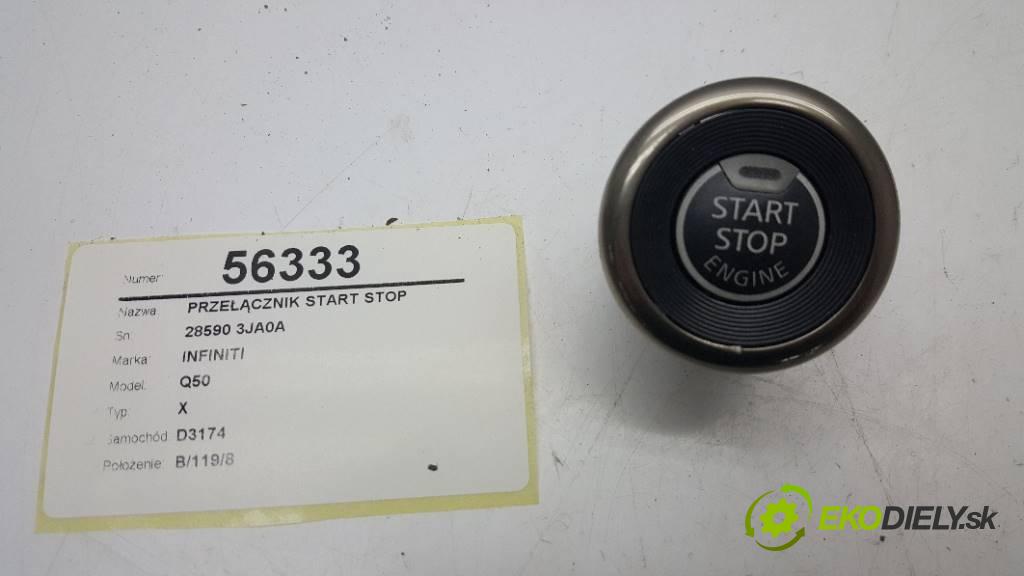 Numer: 56333
Nazwa: PRZEŁĄCZNIK START STOP
Sn: 28590 3JA0A
Marka: INFINITI
Model: Q50
Typ: X
Samochód: D3174
Położenie: B/119/8
START
STOP
ENGINE
EKODIELY.sk